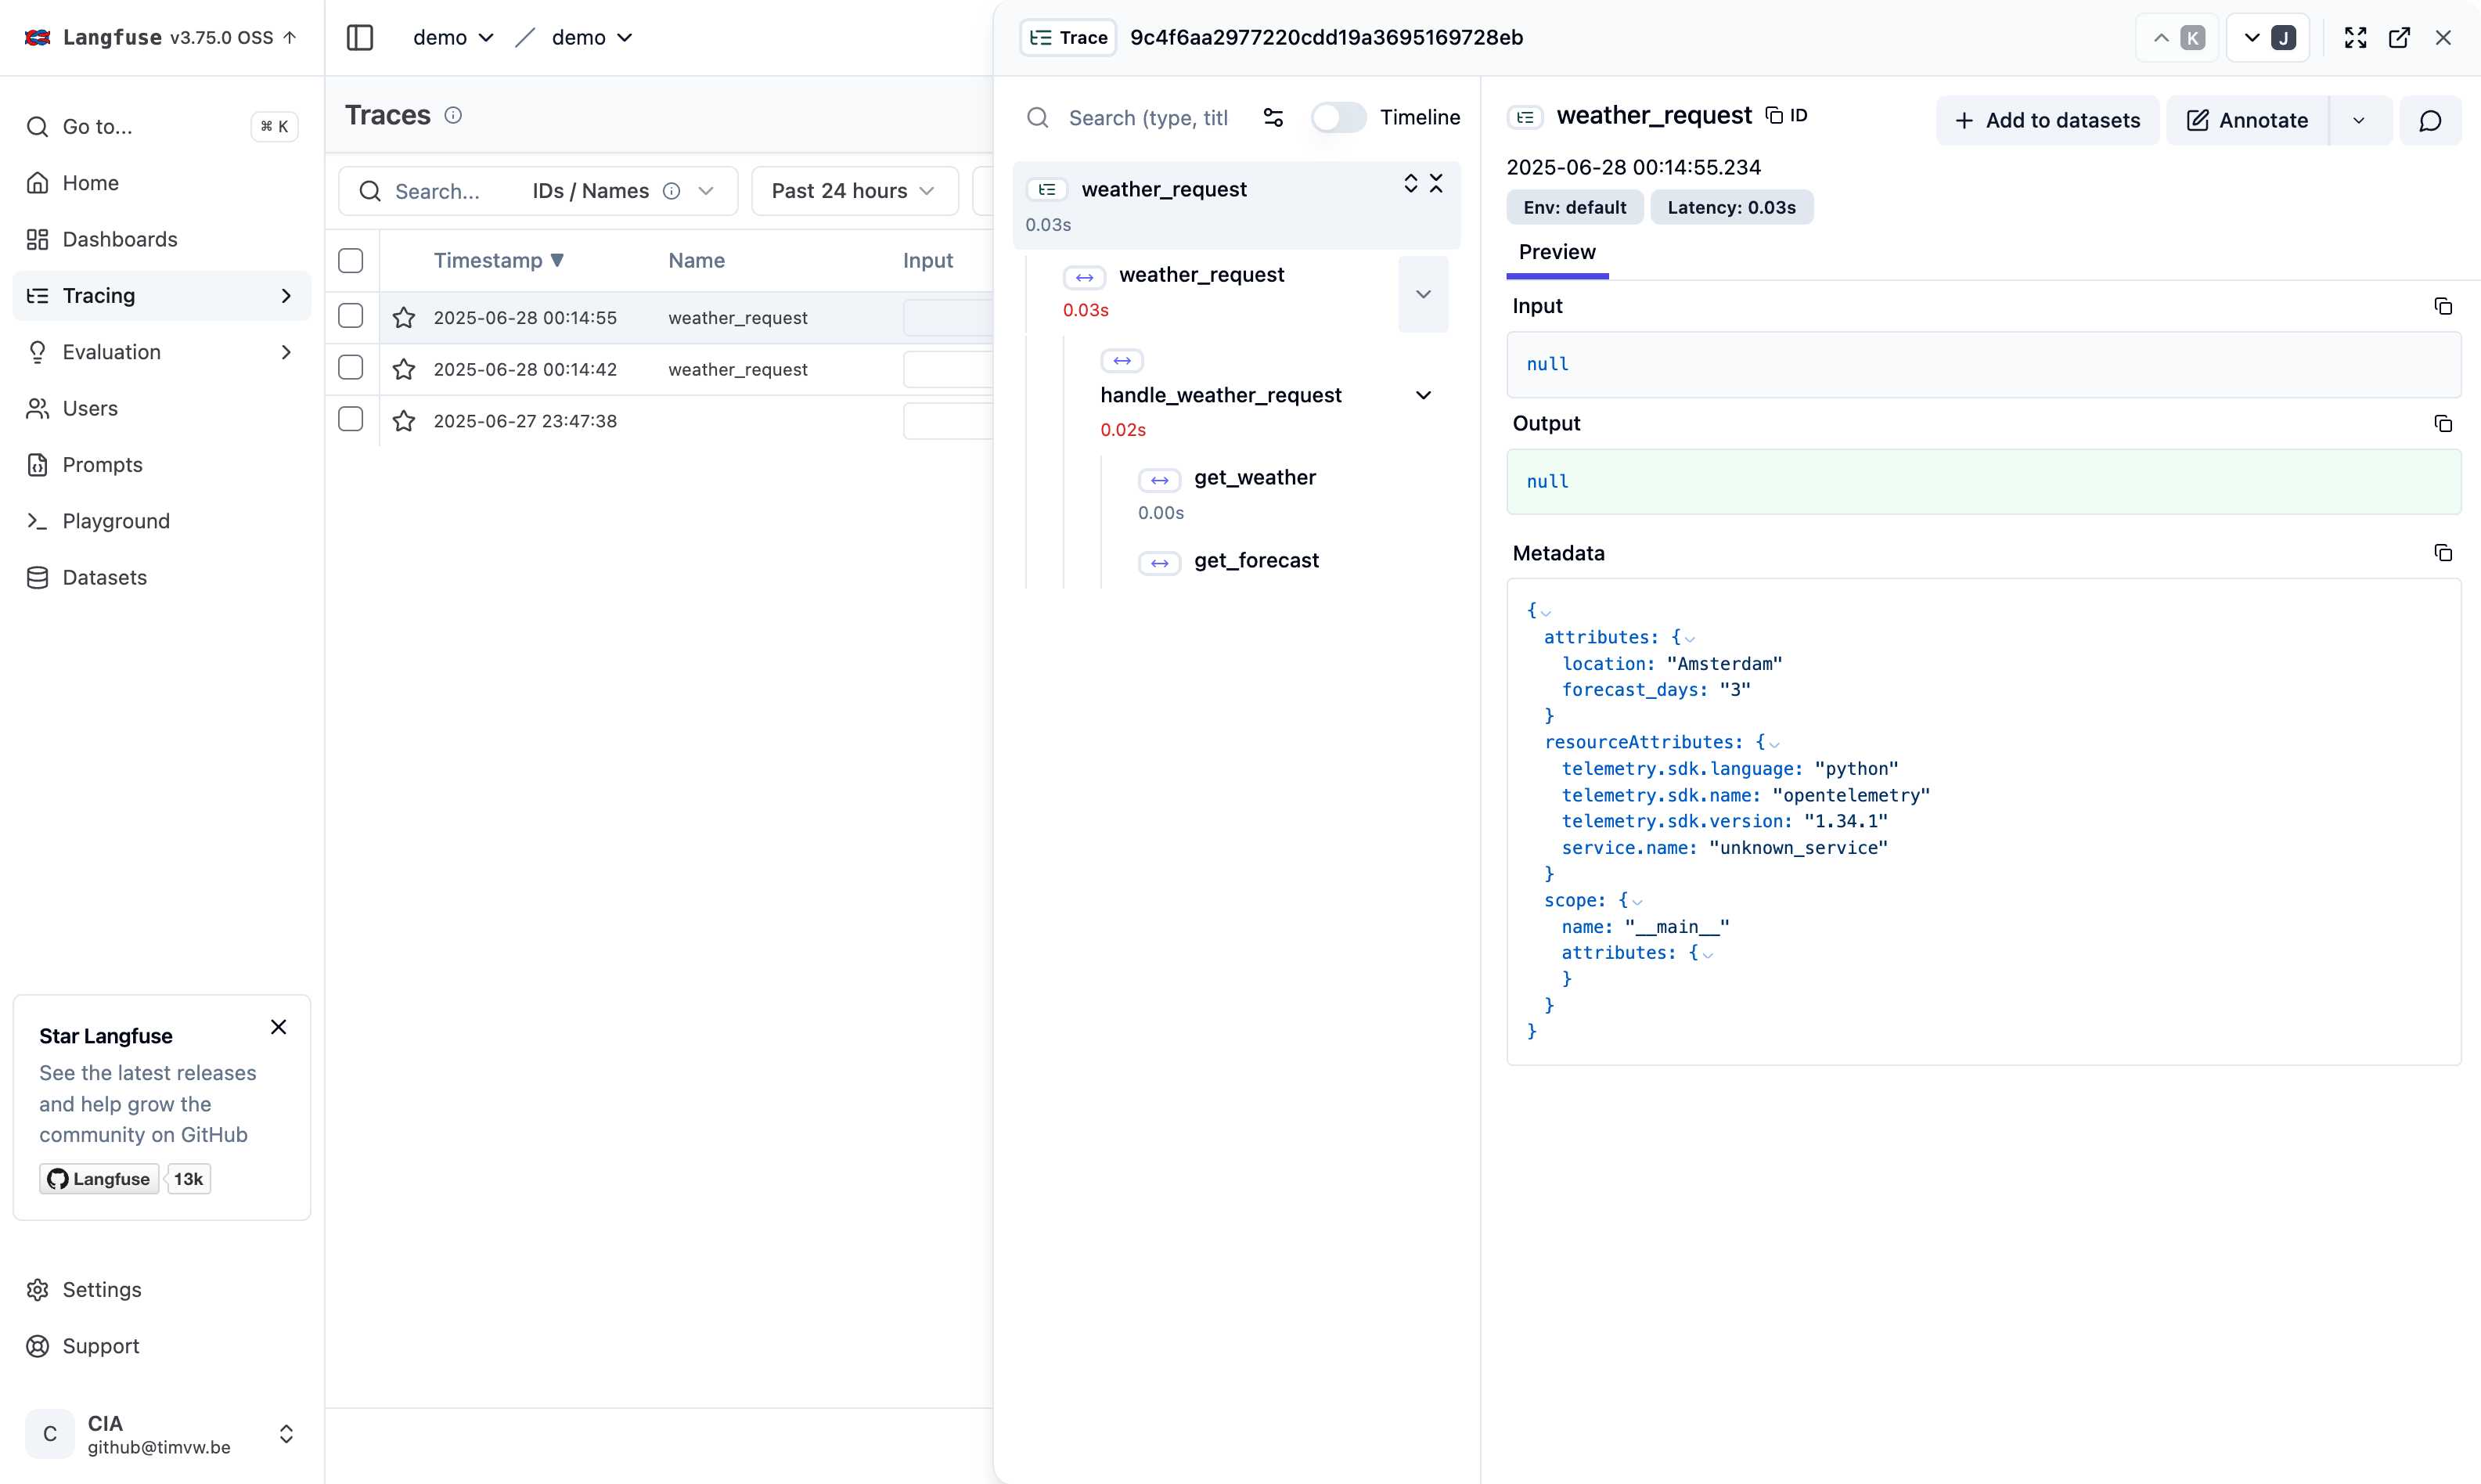 Langfuse v3.75.0 OSS ↑
Go to...
⌘ K
Home
Dashboards
Tracing
Evaluation
Users
Prompts
Playground
Datasets
Star Langfuse
See the latest releases
and help grow the
community on GitHub
Langfuse 13k
Settings
Support
C
CIA
github@timvw.be
demo / demo
Traces
Search... IDs / Names
Past 24 hours
Timestamp ▼ Name Input
2025-06-28 00:14:55 weather_request
2025-06-28 00:14:42 weather_request
2025-06-27 23:47:38
Trace 9c4f6aa2977220cdd19a3695169728eb
K J
Search (type, titl Timeline
weather_request
0.03s
weather_request
0.03s
handle_weather_request
0.02s
get_weather
0.00s
get_forecast
weather_request ID
+ Add to datasets
Annotate
2025-06-28 00:14:55.234
Env: default Latency: 0.03s
Preview
Input
null
Output
null
Metadata
{
attributes: {
location: "Amsterdam"
forecast_days: "3"
}
resourceAttributes: {
telemetry.sdk.language: "python"
telemetry.sdk.name: "opentelemetry"
telemetry.sdk.version: "1.34.1"
service.name: "unknown_service"
}
scope: {
name: "__main__"
attributes: {
}
}
}